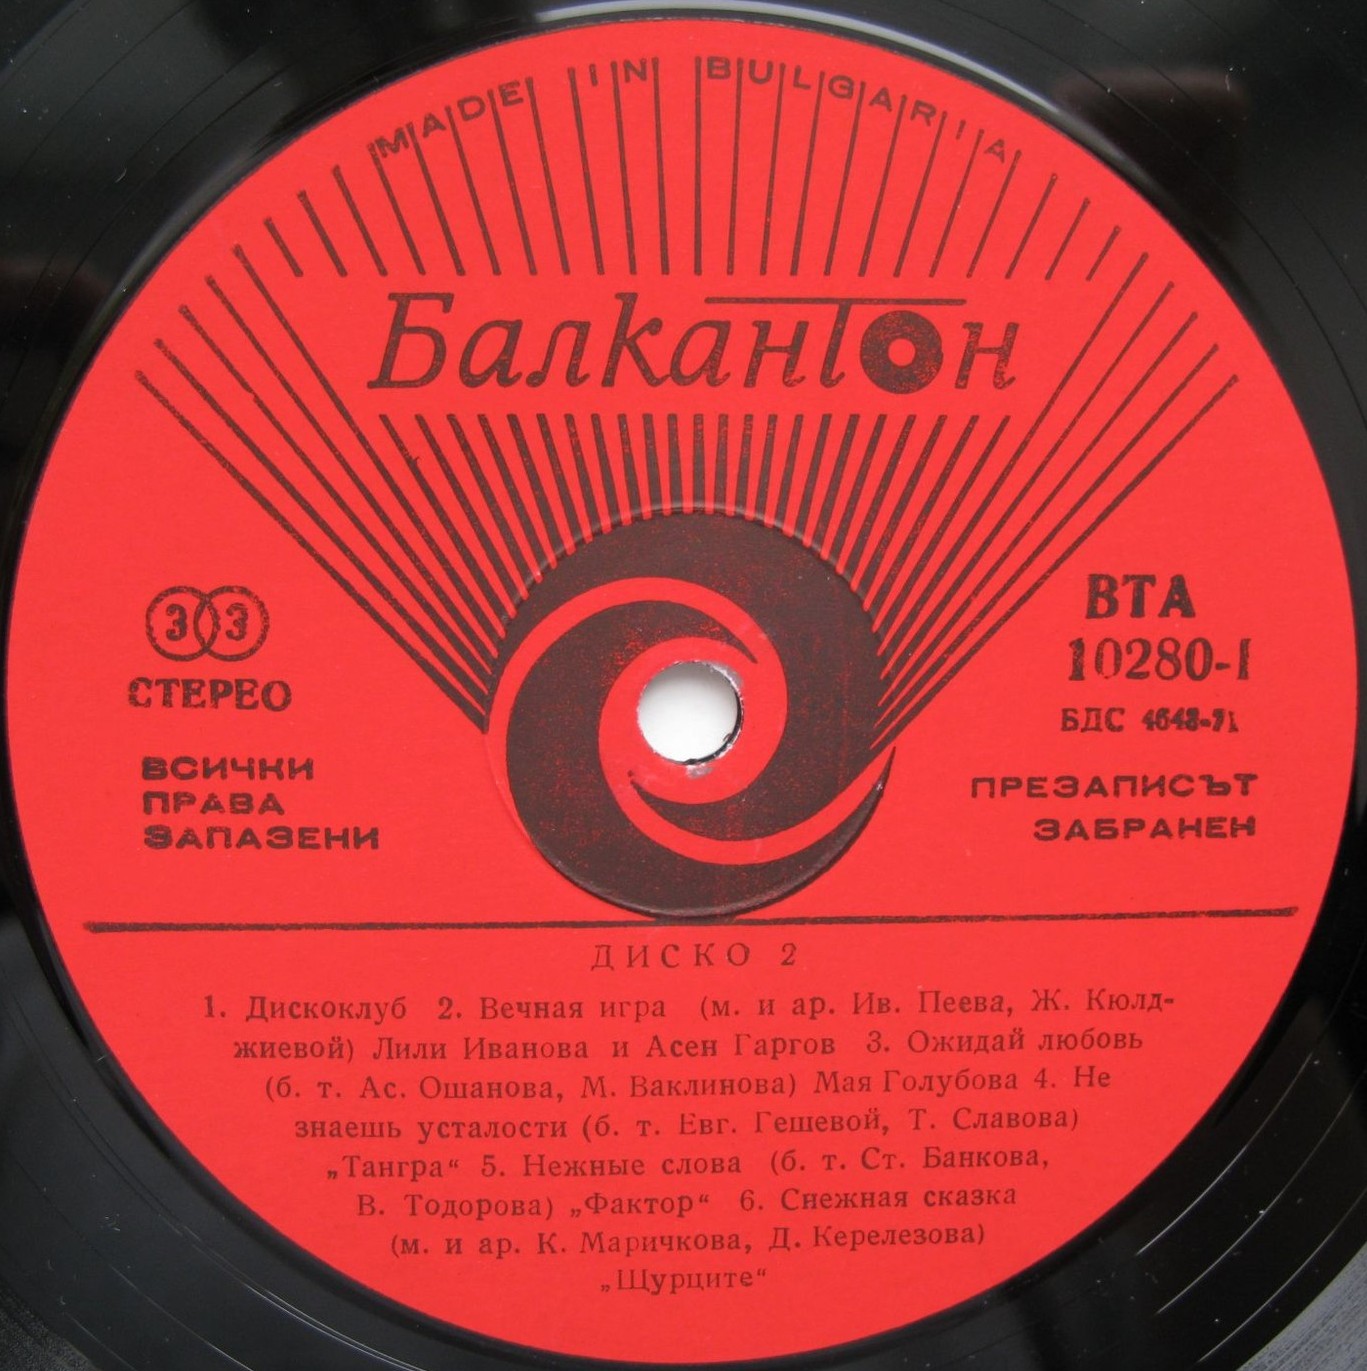 MADE IN BULGARIA
Балкантон
33
СТЕРЕО
ВСИЧКИ
ПРАВА
ЗАПАЗЕНИ
ВТА
10280-I
БДС 4643-71
ПРЕЗАПИСЪТ
ЗАБРАНЕН
ДИСКО 2
1. Дискоклуб 2. Вечная игра (м. и ар. Ив. Пеева, Ж. Кюлд-
жиевой) Лили Иванова и Асен Гаргов 3. Ожидай любовь
(б. т. Ас. Ошанова, М. Ваклинова) Мая Голубова 4. Не
знаешь усталости (б. т. Евг. Гешевой, Т. Славова)
„Тангра“ 5. Нежные слова (б. т. Ст. Банкова,
В. Тодорова) „Фактор“ 6. Снежная сказка
(м. и ар. К. Маричкова, Д. Керелезова)
„Щурците“